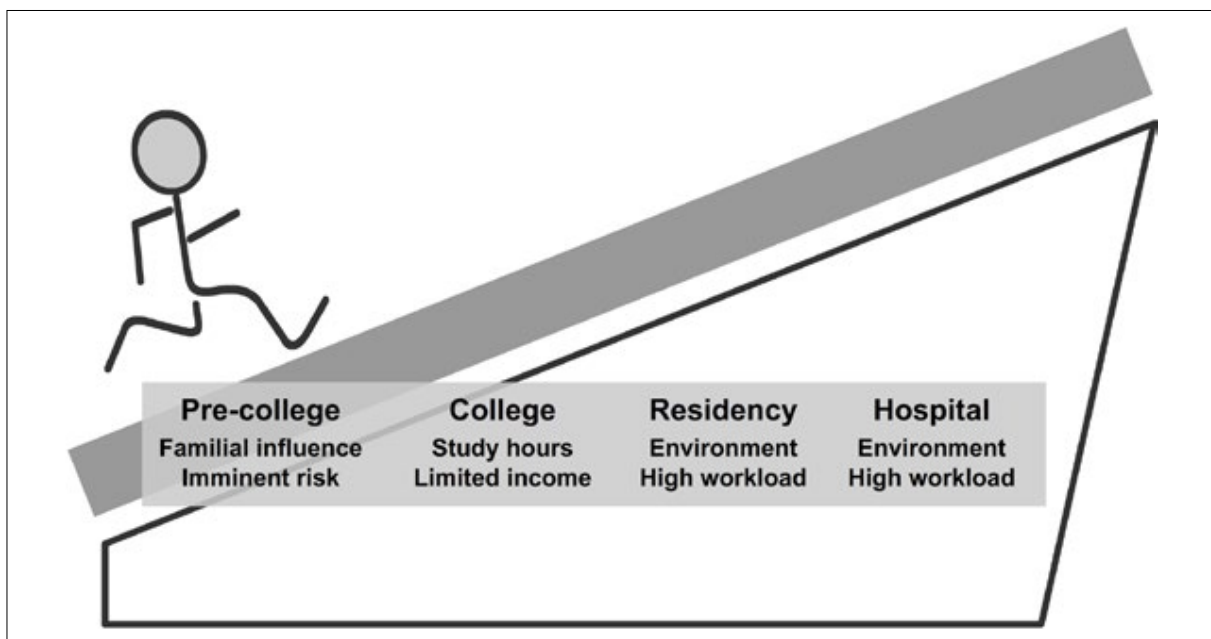 Pre-college College Residency Hospital
Familial influence Study hours Environment Environment
Imminent risk Limited income High workload High workload